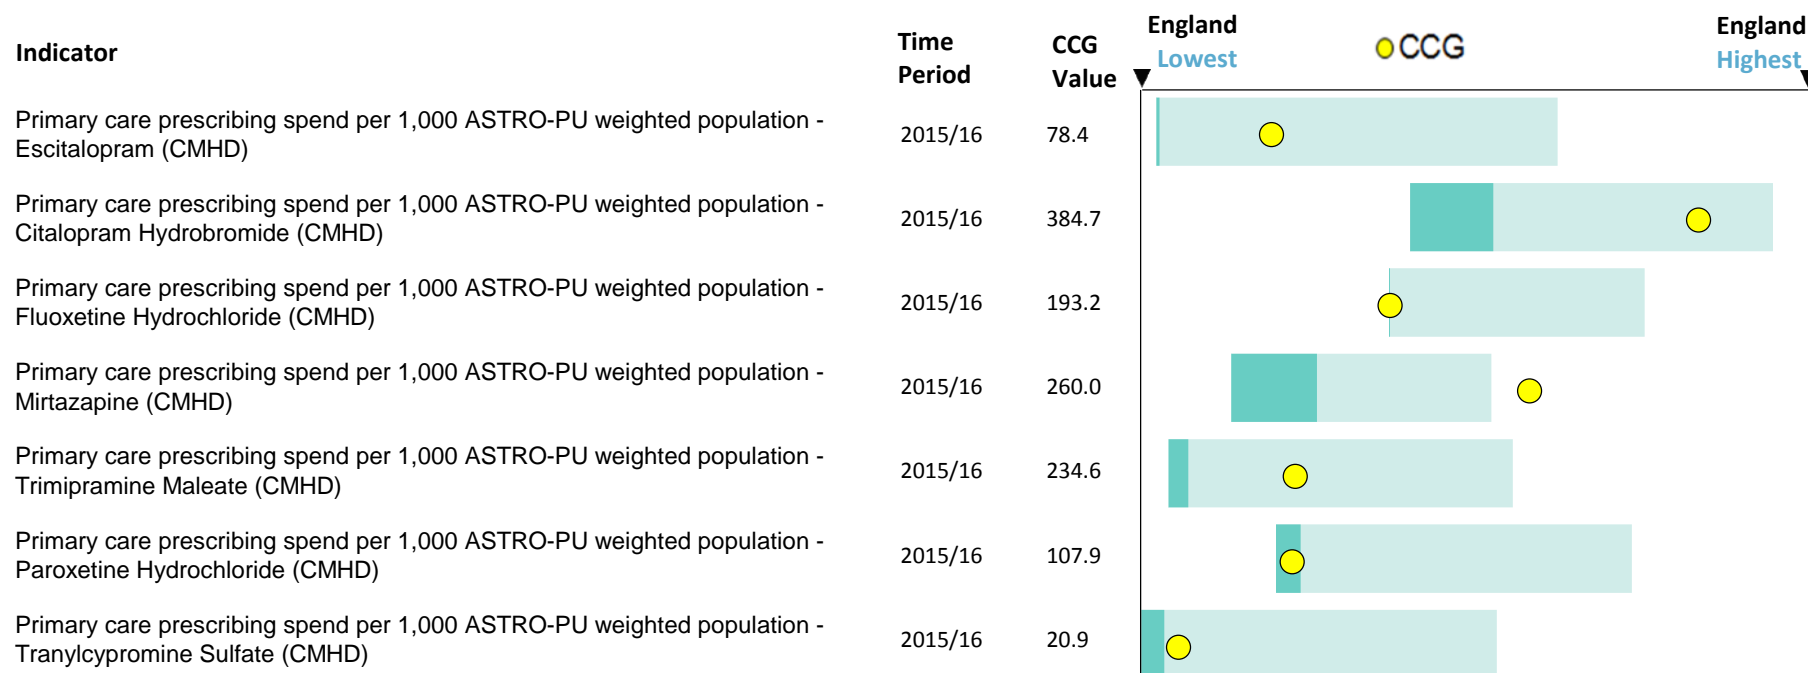 Indicator
Time
Period
CCG
Value
England
Lowest
CCG
England
Highest
Primary care prescribing spend per 1,000 ASTRO-PU weighted population -
Escitalopram (CMHD)
2015/16
78.4
Primary care prescribing spend per 1,000 ASTRO-PU weighted population -
Citalopram Hydrobromide (CMHD)
2015/16
384.7
Primary care prescribing spend per 1,000 ASTRO-PU weighted population -
Fluoxetine Hydrochloride (CMHD)
2015/16
193.2
Primary care prescribing spend per 1,000 ASTRO-PU weighted population -
Mirtazapine (CMHD)
2015/16
260.0
Primary care prescribing spend per 1,000 ASTRO-PU weighted population -
Trimipramine Maleate (CMHD)
2015/16
234.6
Primary care prescribing spend per 1,000 ASTRO-PU weighted population -
Paroxetine Hydrochloride (CMHD)
2015/16
107.9
Primary care prescribing spend per 1,000 ASTRO-PU weighted population -
Tranylcypromine Sulfate (CMHD)
2015/16
20.9